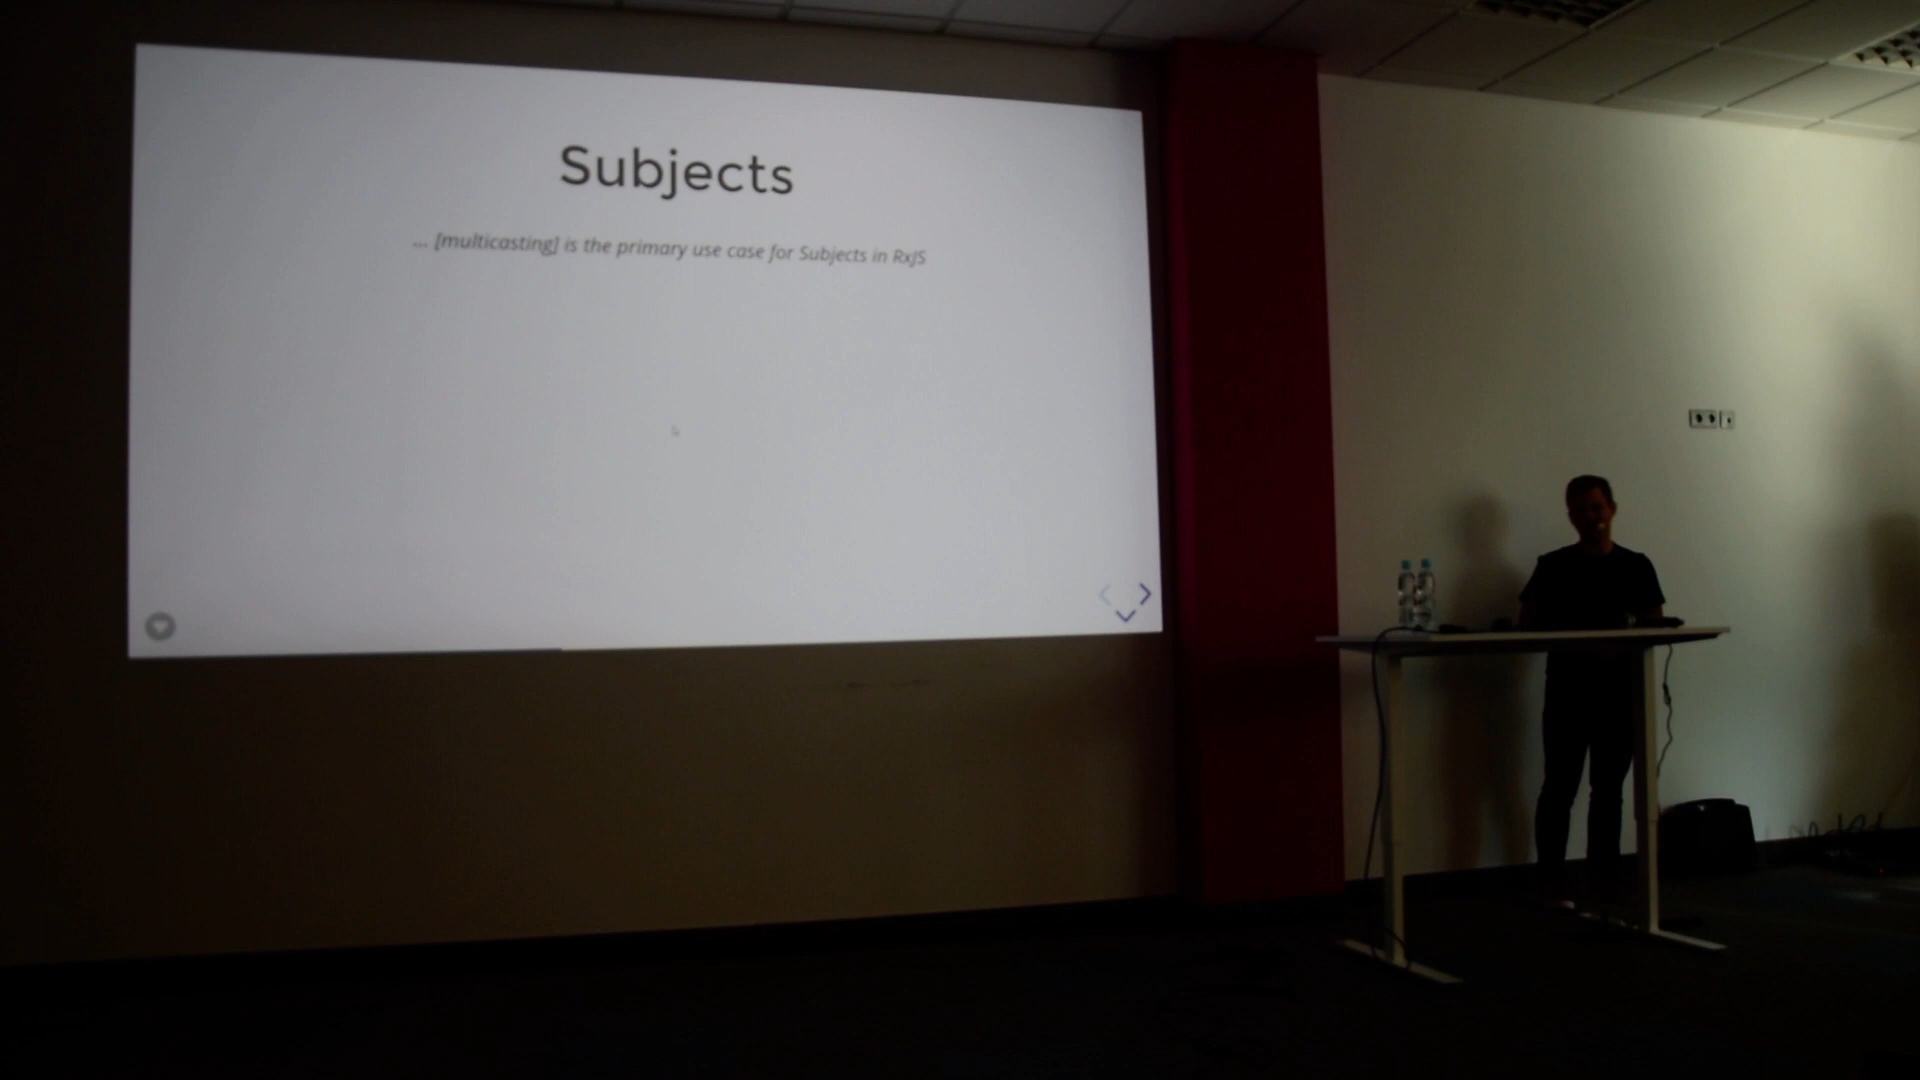 Subjects
... [multicasting] is the primary use case for Subjects in RxJS